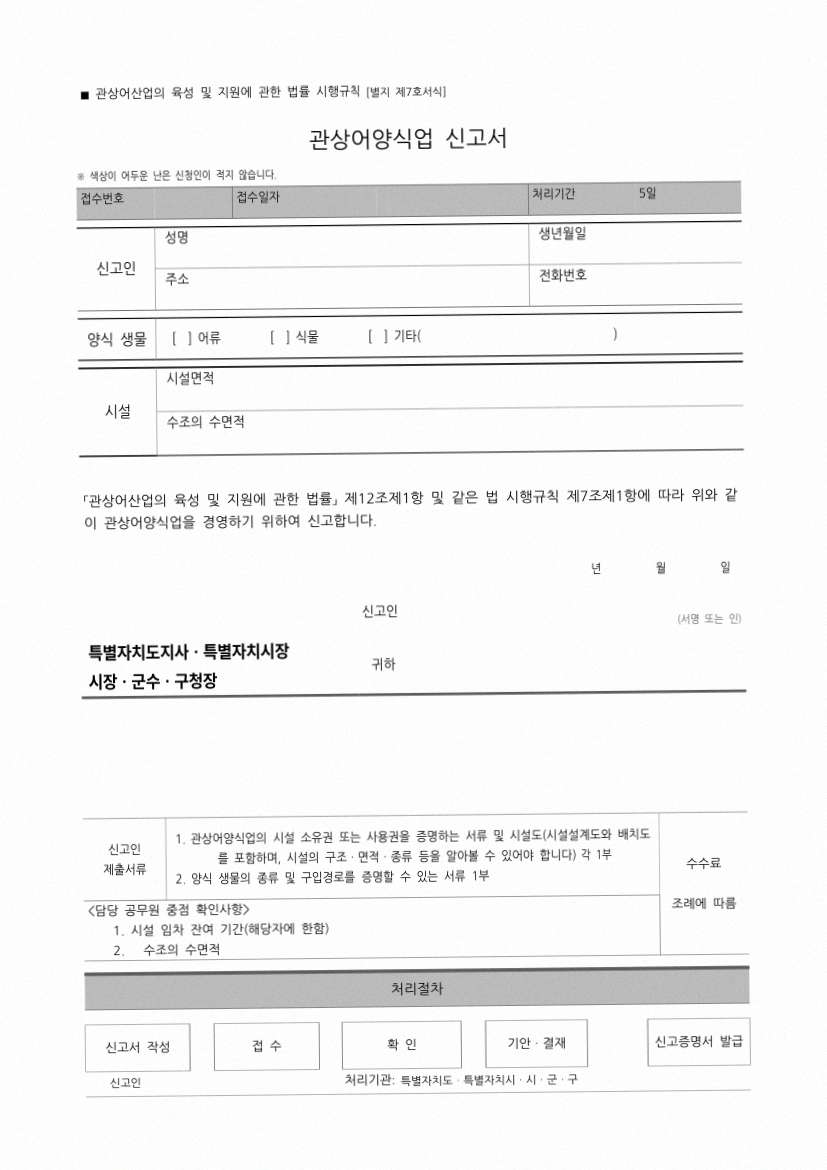 ■ 관상어산업의 육성 및 지원에 관한 법률 시행규칙 [별지 제7호서식]
관상어양식업 신고서
※ 색상이 어두운 난은 신청인이 적지 않습니다.
접수번호 접수일자 처리기간 5일
신고인
성명 생년월일
주소 전화번호
양식 생물 [ ] 어류 [ ] 식물 [ ] 기타( )
시설
시설면적
수조의 수면적
「관상어산업의 육성 및 지원에 관한 법률」 제12조제1항 및 같은 법 시행규칙 제7조제1항에 따라 위와 같
이 관상어양식업을 경영하기 위하여 신고합니다.
년 월 일
신고인 (서명 또는 인)
특별자치도지사ㆍ특별자치시장
시장ㆍ군수ㆍ구청장
귀하
신고인
제출서류
1. 관상어양식업의 시설 소유권 또는 사용권을 증명하는 서류 및 시설도(시설설계도와 배치도
를 포함하며, 시설의 구조ㆍ면적ㆍ종류 등을 알아볼 수 있어야 합니다) 각 1부
2. 양식 생물의 종류 및 구입경로를 증명할 수 있는 서류 1부
수수료
조례에 따름
<담당 공무원 중점 확인사항>
1. 시설 임차 잔여 기간(해당자에 한함)
2. 수조의 수면적
처리절차
신고서 작성 접 수 확 인 기안ㆍ결재 신고증명서 발급
신고인 처리기관: 특별자치도ㆍ특별자치시ㆍ시ㆍ군ㆍ구